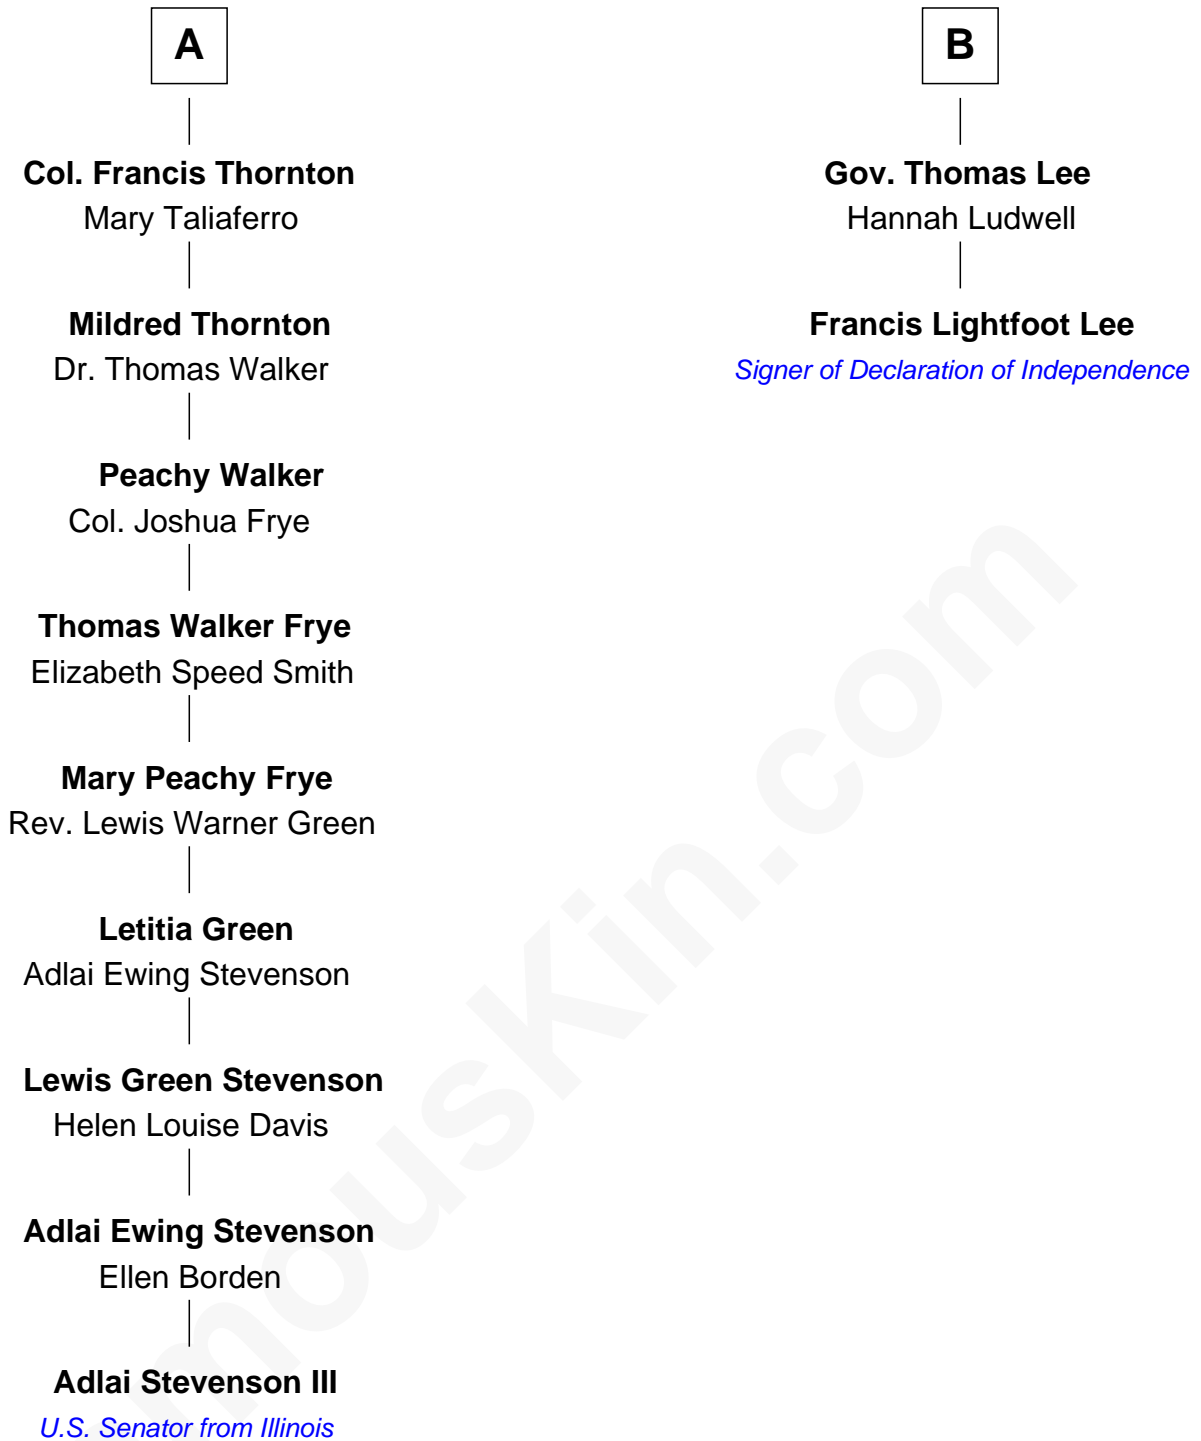 A
Col. Francis Thornton
Mary Taliaferro
Mildred Thornton
Dr. Thomas Walker
Peachy Walker
Col. Joshua Frye
Thomas Walker Frye
Elizabeth Speed Smith
Mary Peachy Frye
Rev. Lewis Warner Green
Letitia Green
Adlai Ewing Stevenson
Lewis Green Stevenson
Helen Louise Davis
Adlai Ewing Stevenson
Ellen Borden
Adlai Stevenson III
U.S. Senator from Illinois
B
Gov. Thomas Lee
Hannah Ludwell
Francis Lightfoot Lee
Signer of Declaration of Independence
mouskin.com